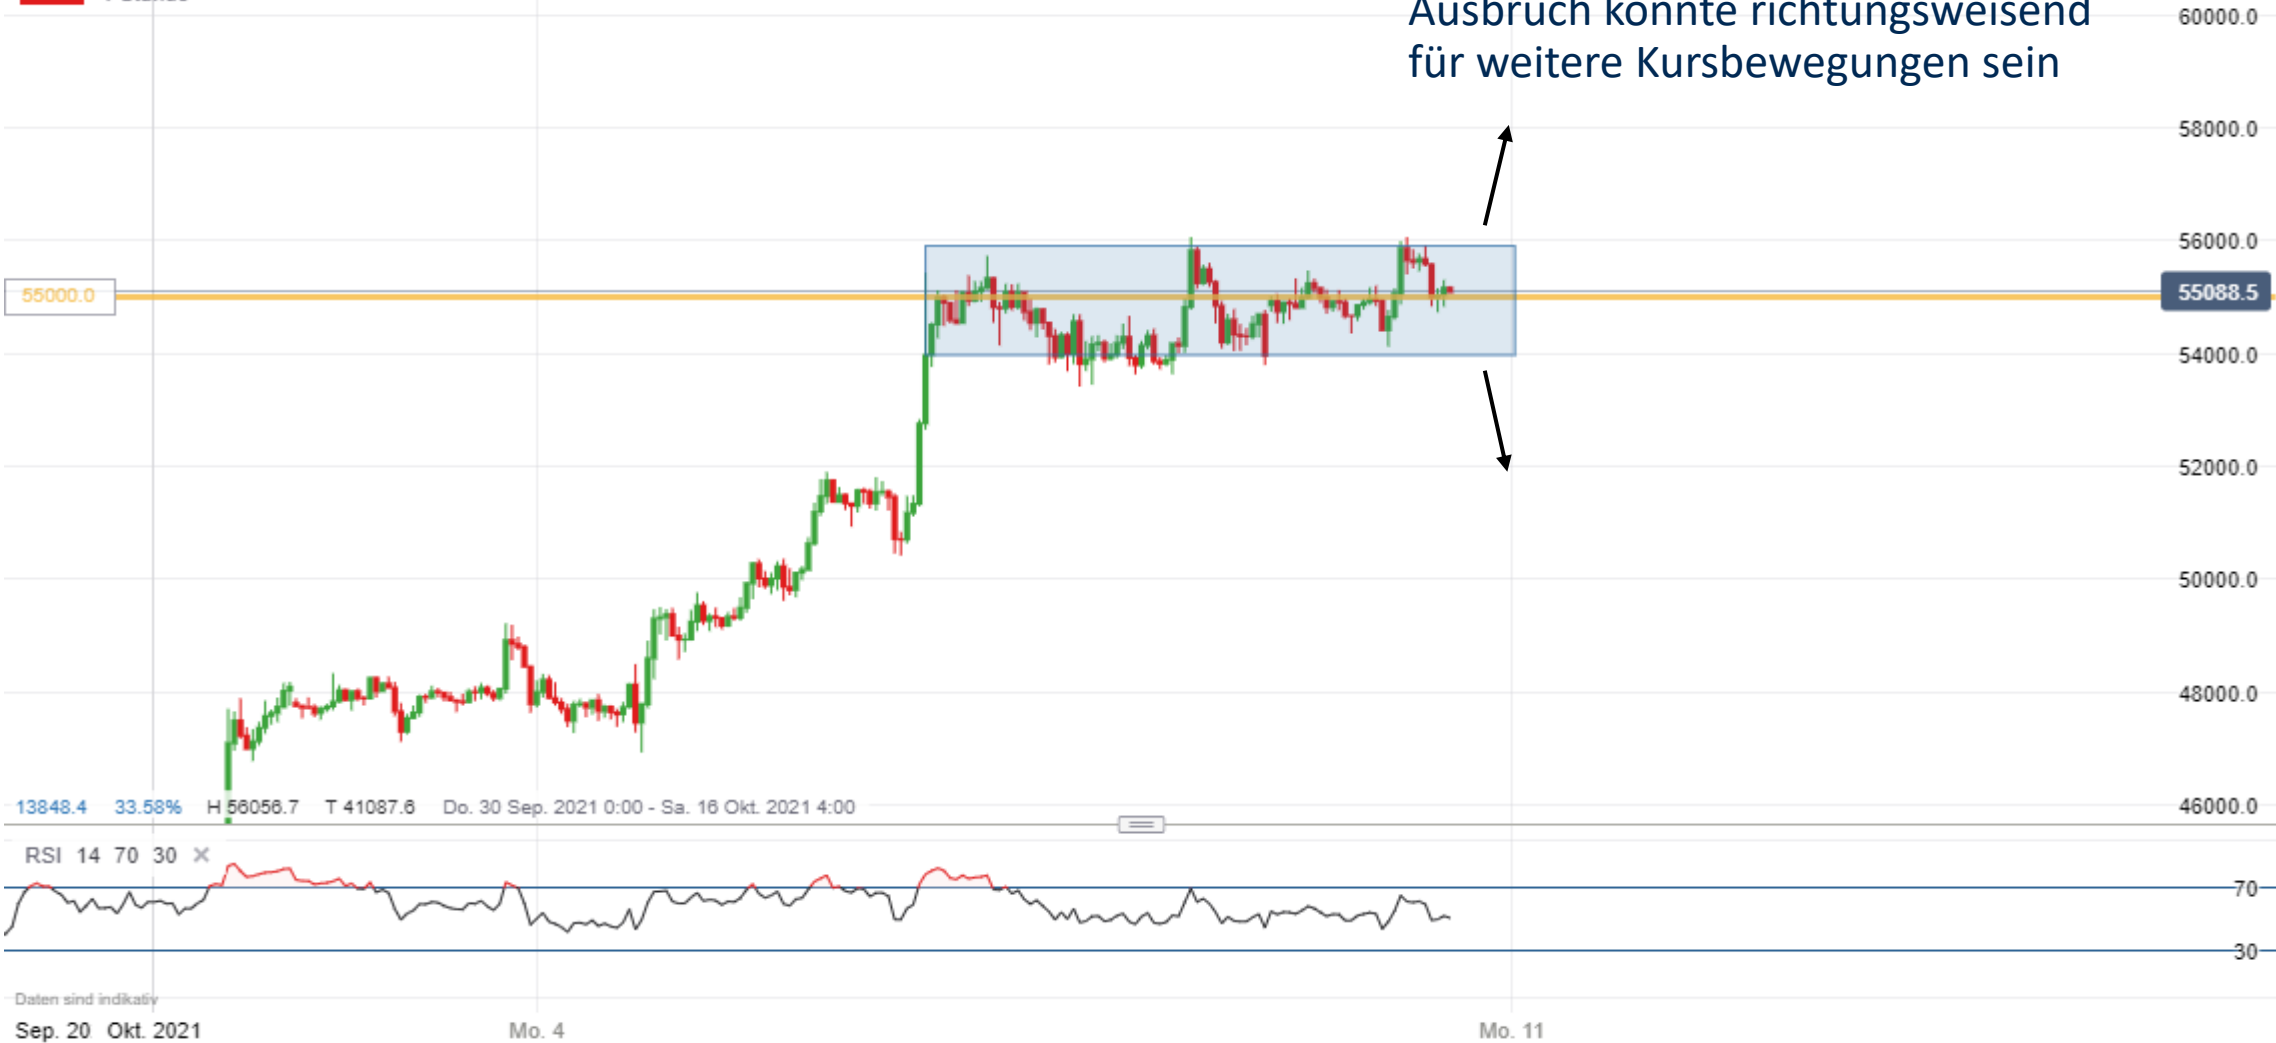 Ausbruch könnte richtungsweisend
für weitere Kursbewegungen sein
60000.0
58000.0
56000.0
55000.0
55088.5
54000.0
52000.0
50000.0
48000.0
46000.0
13848.4 33.58% H 56056.7 T 41087.6 Do. 30 Sep. 2021 0:00 - Sa. 16 Okt. 2021 4:00
RSI 14 70 30 ×
70
30
Daten sind indikativ
Sep. 20 Okt. 2021 Mo. 4 Mo. 11